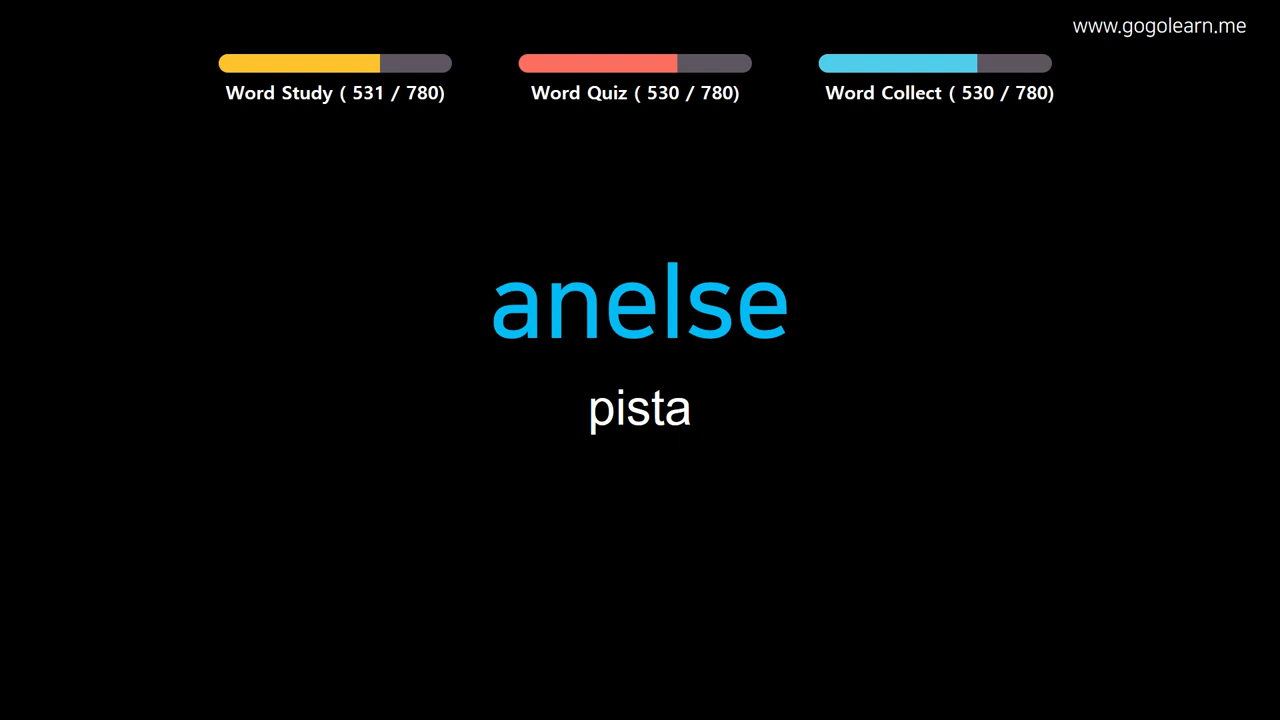 www.gogolearn.me
Word Study ( 531 / 780)
Word Quiz ( 530 / 780)
Word Collect ( 530 / 780)
anelse
pista